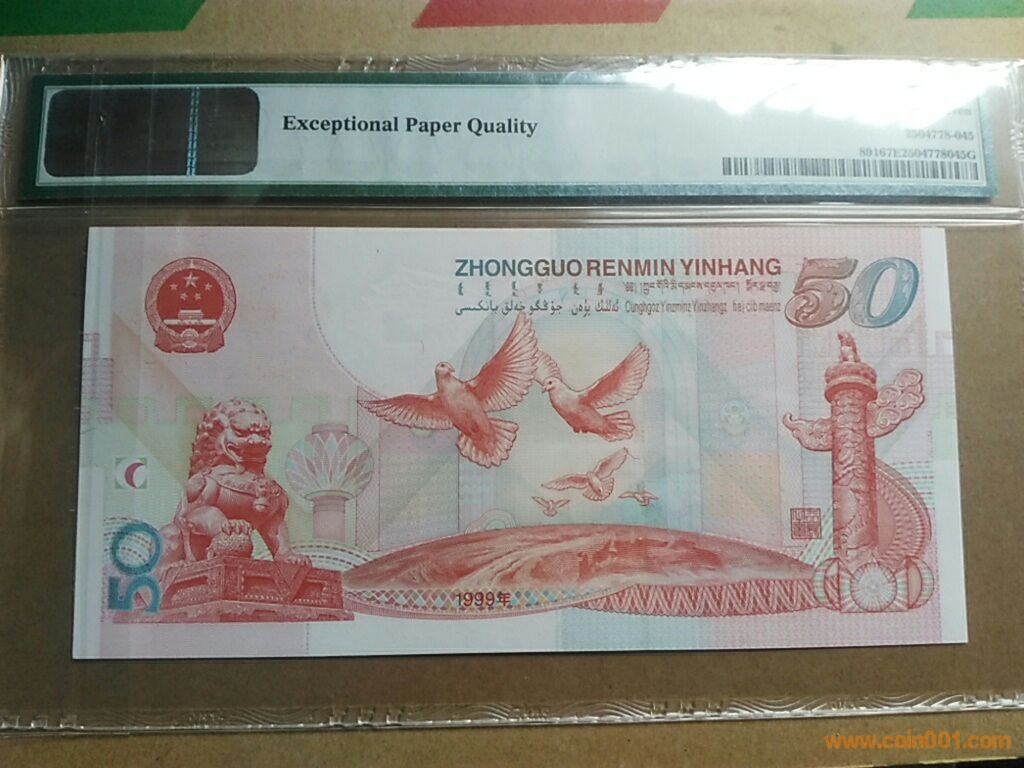 Exceptional Paper Quality
2504778-045
89167E2504778045G
ZHONGGUO RENMIN YINHANG
50
Cunghgoz Yinzminz Yinzhangz
50
1999年
www.coin001.com